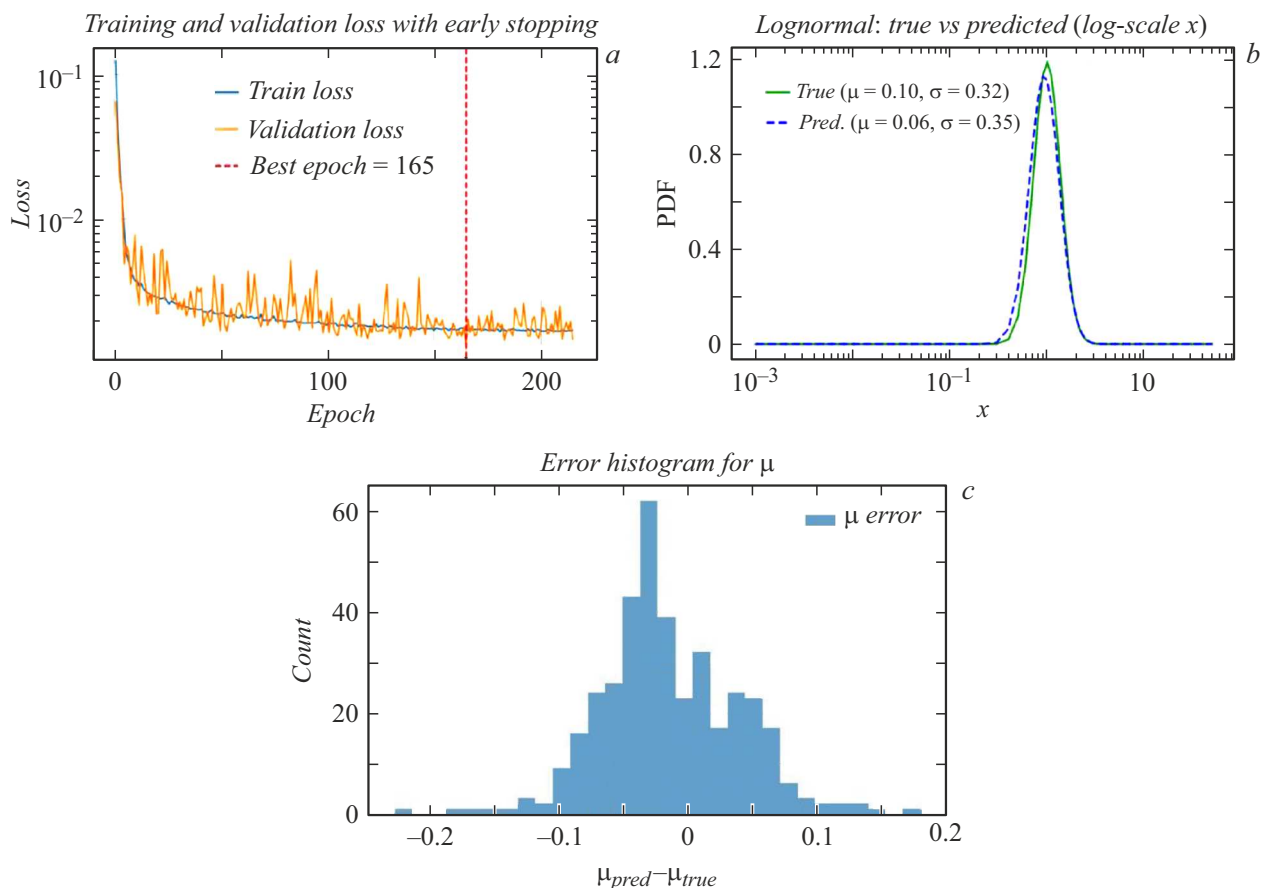 Training and validation loss with early stopping
a
10⁻¹
10⁻²
Loss
Train loss
Validation loss
Best epoch = 165
0
100
200
Epoch
Lognormal: true vs predicted (log-scale x)
b
1.2
0.8
0.4
0
PDF
True (μ = 0.10, σ = 0.32)
Pred. (μ = 0.06, σ = 0.35)
10⁻³
10⁻¹
10
x
Error histogram for μ
c
60
40
20
0
Count
μ error
−0.2
−0.1
0
0.1
0.2
μpred−μtrue